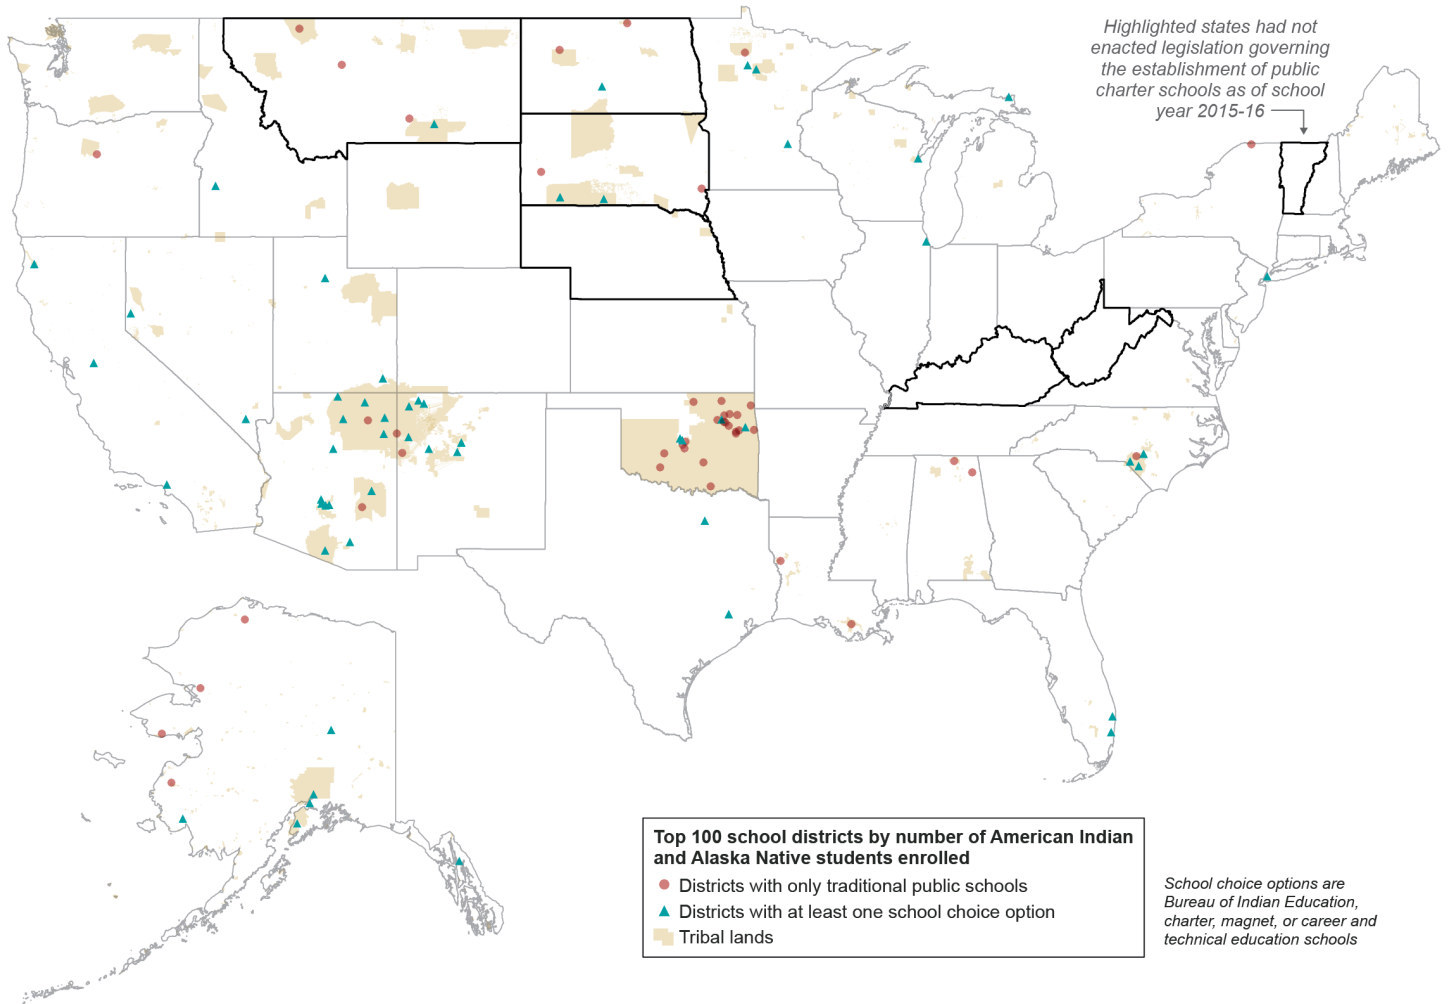 Highlighted states had not
enacted legislation governing
the establishment of public
charter schools as of school
year 2015-16
Top 100 school districts by number of American Indian
and Alaska Native students enrolled
Districts with only traditional public schools
Districts with at least one school choice option
Tribal lands
School choice options are
Bureau of Indian Education,
charter, magnet, or career and
technical education schools